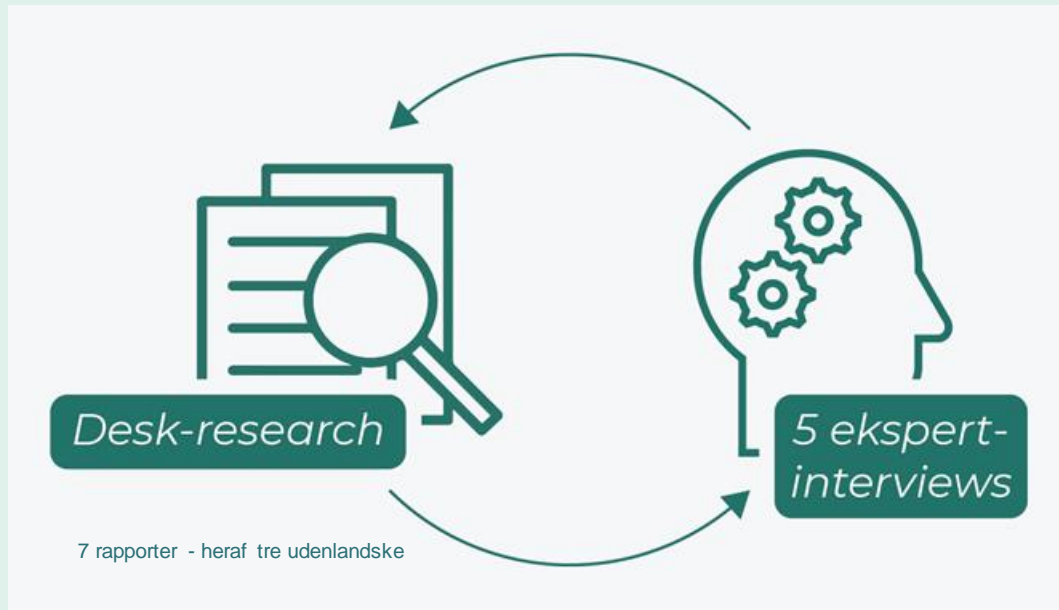 Desk-research
5 ekspert-
interviews
7 rapporter - heraf tre udenlandske